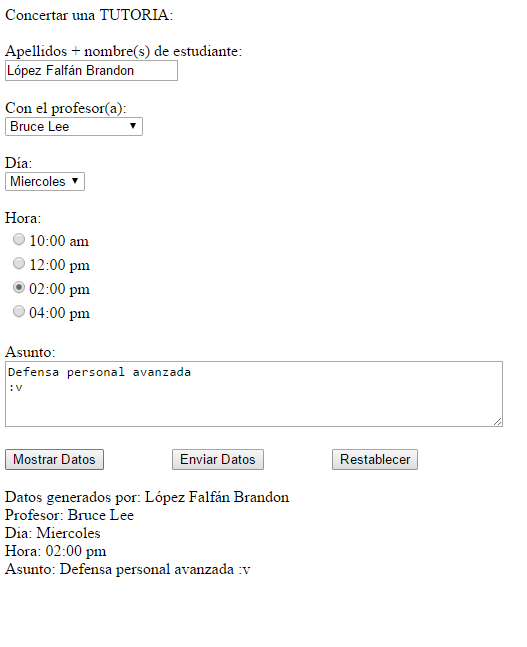 Concertar una TUTORIA:
Apellidos + nombre(s) de estudiante:
López Falfán Brandon
Con el profesor(a):
Bruce Lee
Día:
Miercoles
Hora:
10:00 am
12:00 pm
02:00 pm
04:00 pm
Asunto:
Defensa personal avanzada
:v
Mostrar Datos Enviar Datos Restablecer
Datos generados por: López Falfán Brandon
Profesor: Bruce Lee
Dia: Miercoles
Hora: 02:00 pm
Asunto: Defensa personal avanzada :v